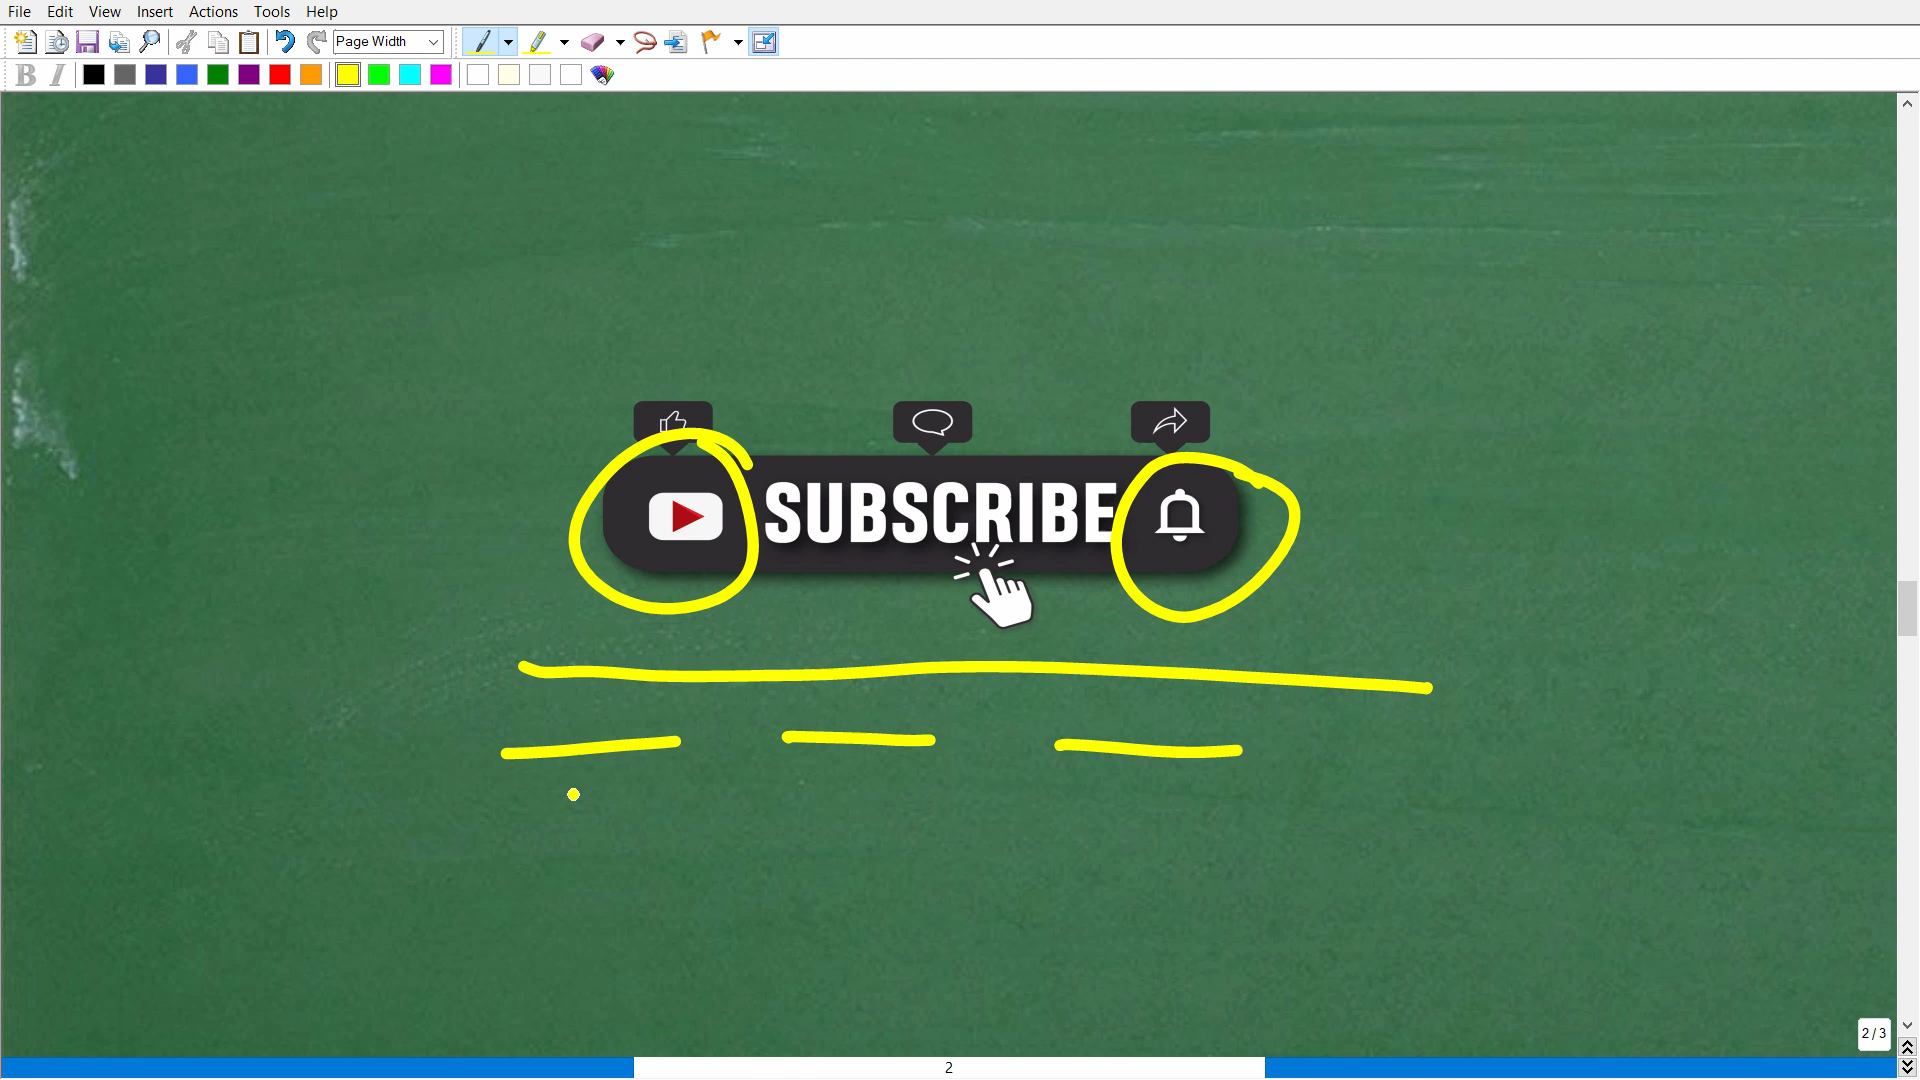 File Edit View Insert Actions Tools Help
Page Width
B I
SUBSCRIBE
2 / 3
2